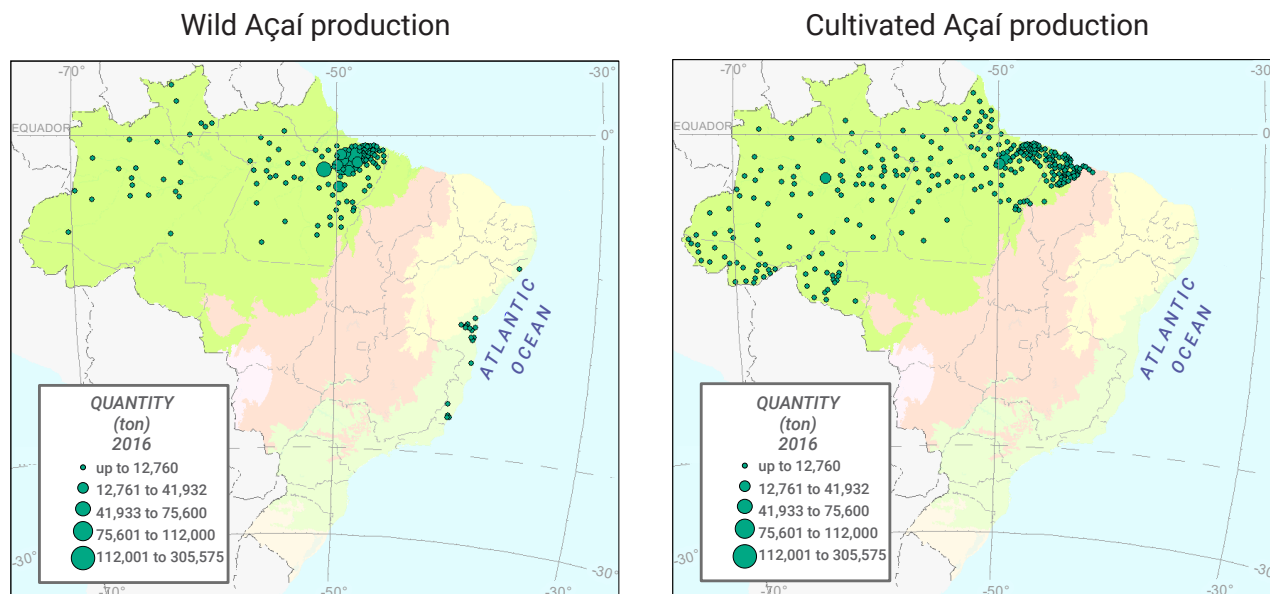 Wild Açaí production
-70°
-50°
-30°
EQUADOR
0°
ATLANTIC
OCEAN
QUANTITY
(ton)
2016
up to 12,760
12,761 to 41,932
41,933 to 75,600
75,601 to 112,000
112,001 to 305,575
-30°
-30°
-70°
-50°
Cultivated Açaí production
-70°
-50°
-30°
EQUADOR
0°
ATLANTIC
OCEAN
QUANTITY
(ton)
2016
up to 12,760
12,761 to 41,932
41,933 to 75,600
75,601 to 112,000
112,001 to 305,575
-30°
-30°
-70°
-50°